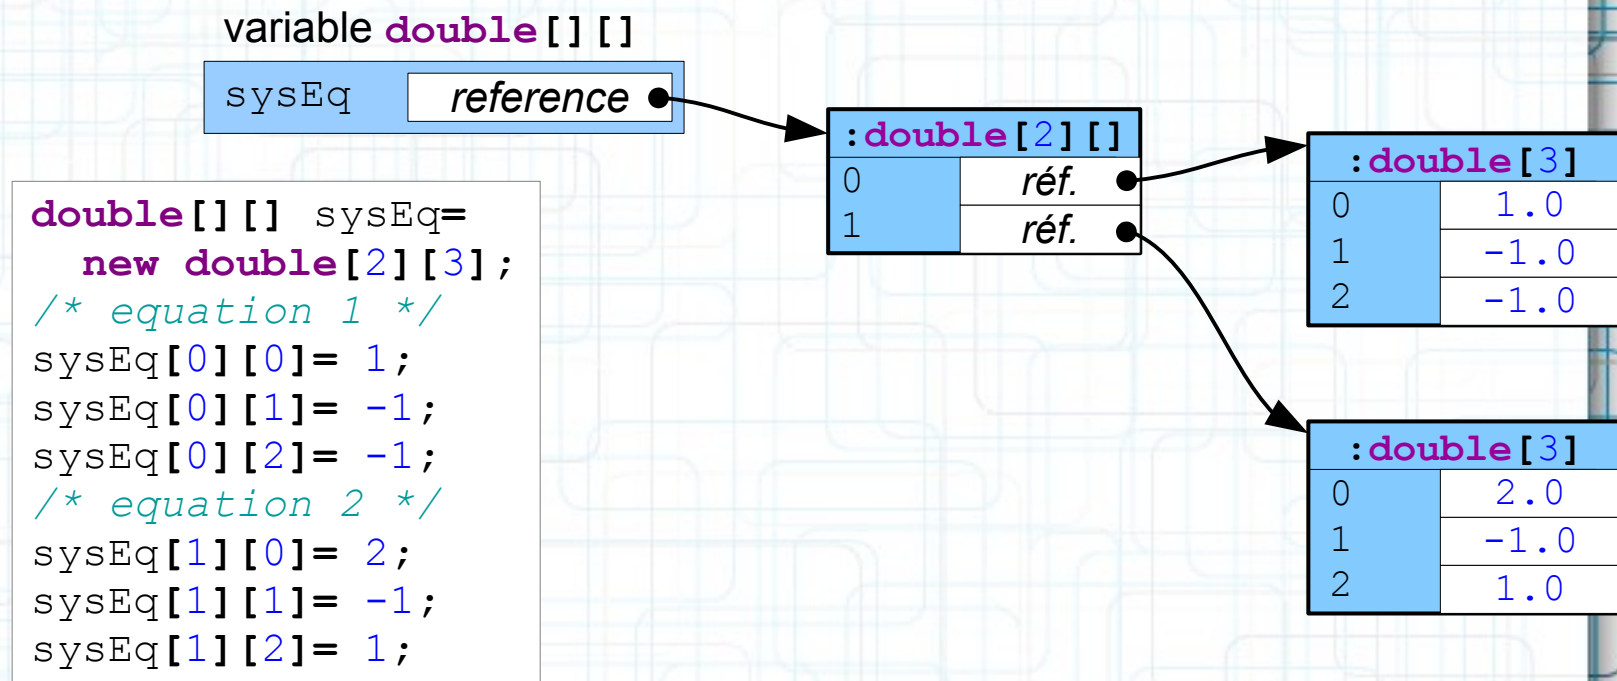 variable double[][]
sysEq reference
double[][] sysEq=
new double[2][3];
/* equation 1 */
sysEq[0][0]= 1;
sysEq[0][1]= -1;
sysEq[0][2]= -1;
/* equation 2 */
sysEq[1][0]= 2;
sysEq[1][1]= -1;
sysEq[1][2]= 1;
:double[2][]
0 réf.
1 réf.
:double[3]
0 1.0
1 -1.0
2 -1.0
:double[3]
0 2.0
1 -1.0
2 1.0